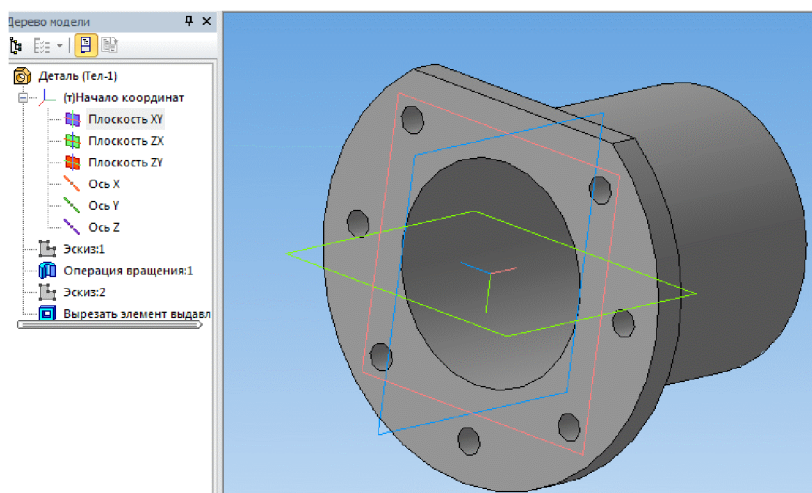 Дерево модели
Деталь (Тел-1)
(т)Начало координат
Плоскость XY
Плоскость ZX
Плоскость ZY
Ось X
Ось Y
Ось Z
Эскиз:1
Операция вращения:1
Эскиз:2
Вырезать элемент выдавл